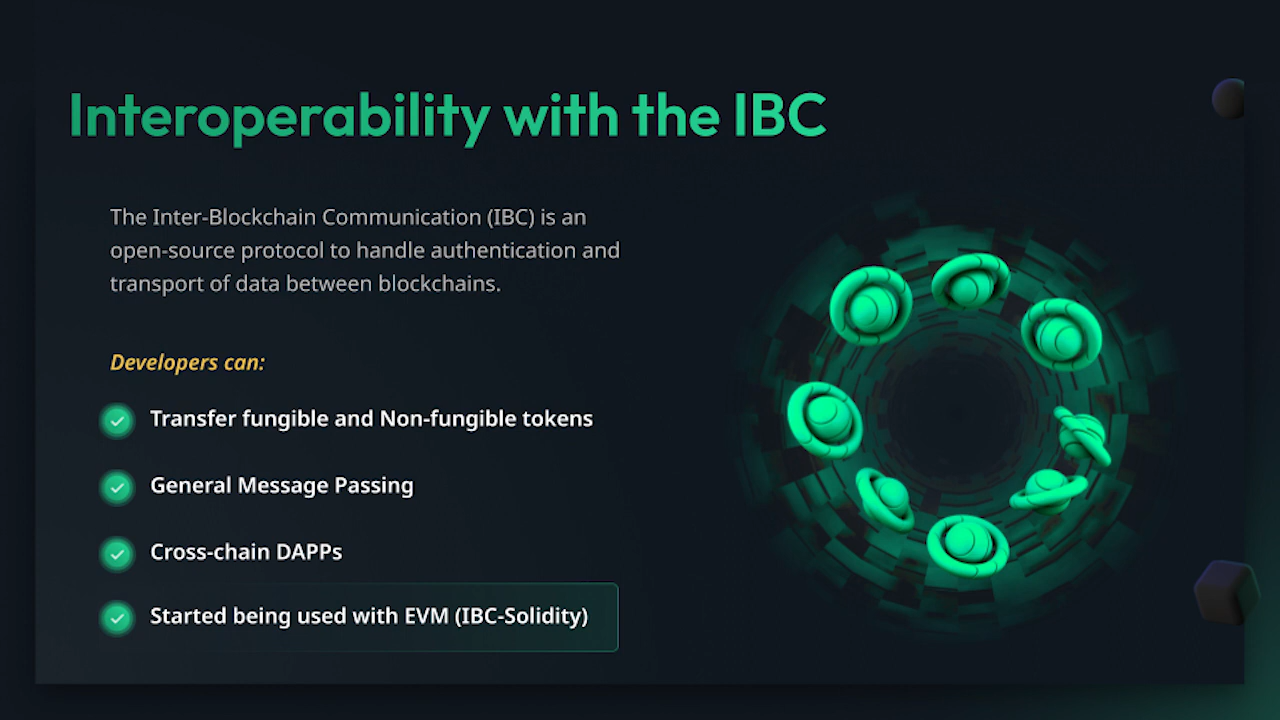 Interoperability with the IBC
The Inter-Blockchain Communication (IBC) is an
open-source protocol to handle authentication and
transport of data between blockchains.
Developers can:
Transfer fungible and Non-fungible tokens
General Message Passing
Cross-chain DAPPs
Started being used with EVM (IBC-Solidity)